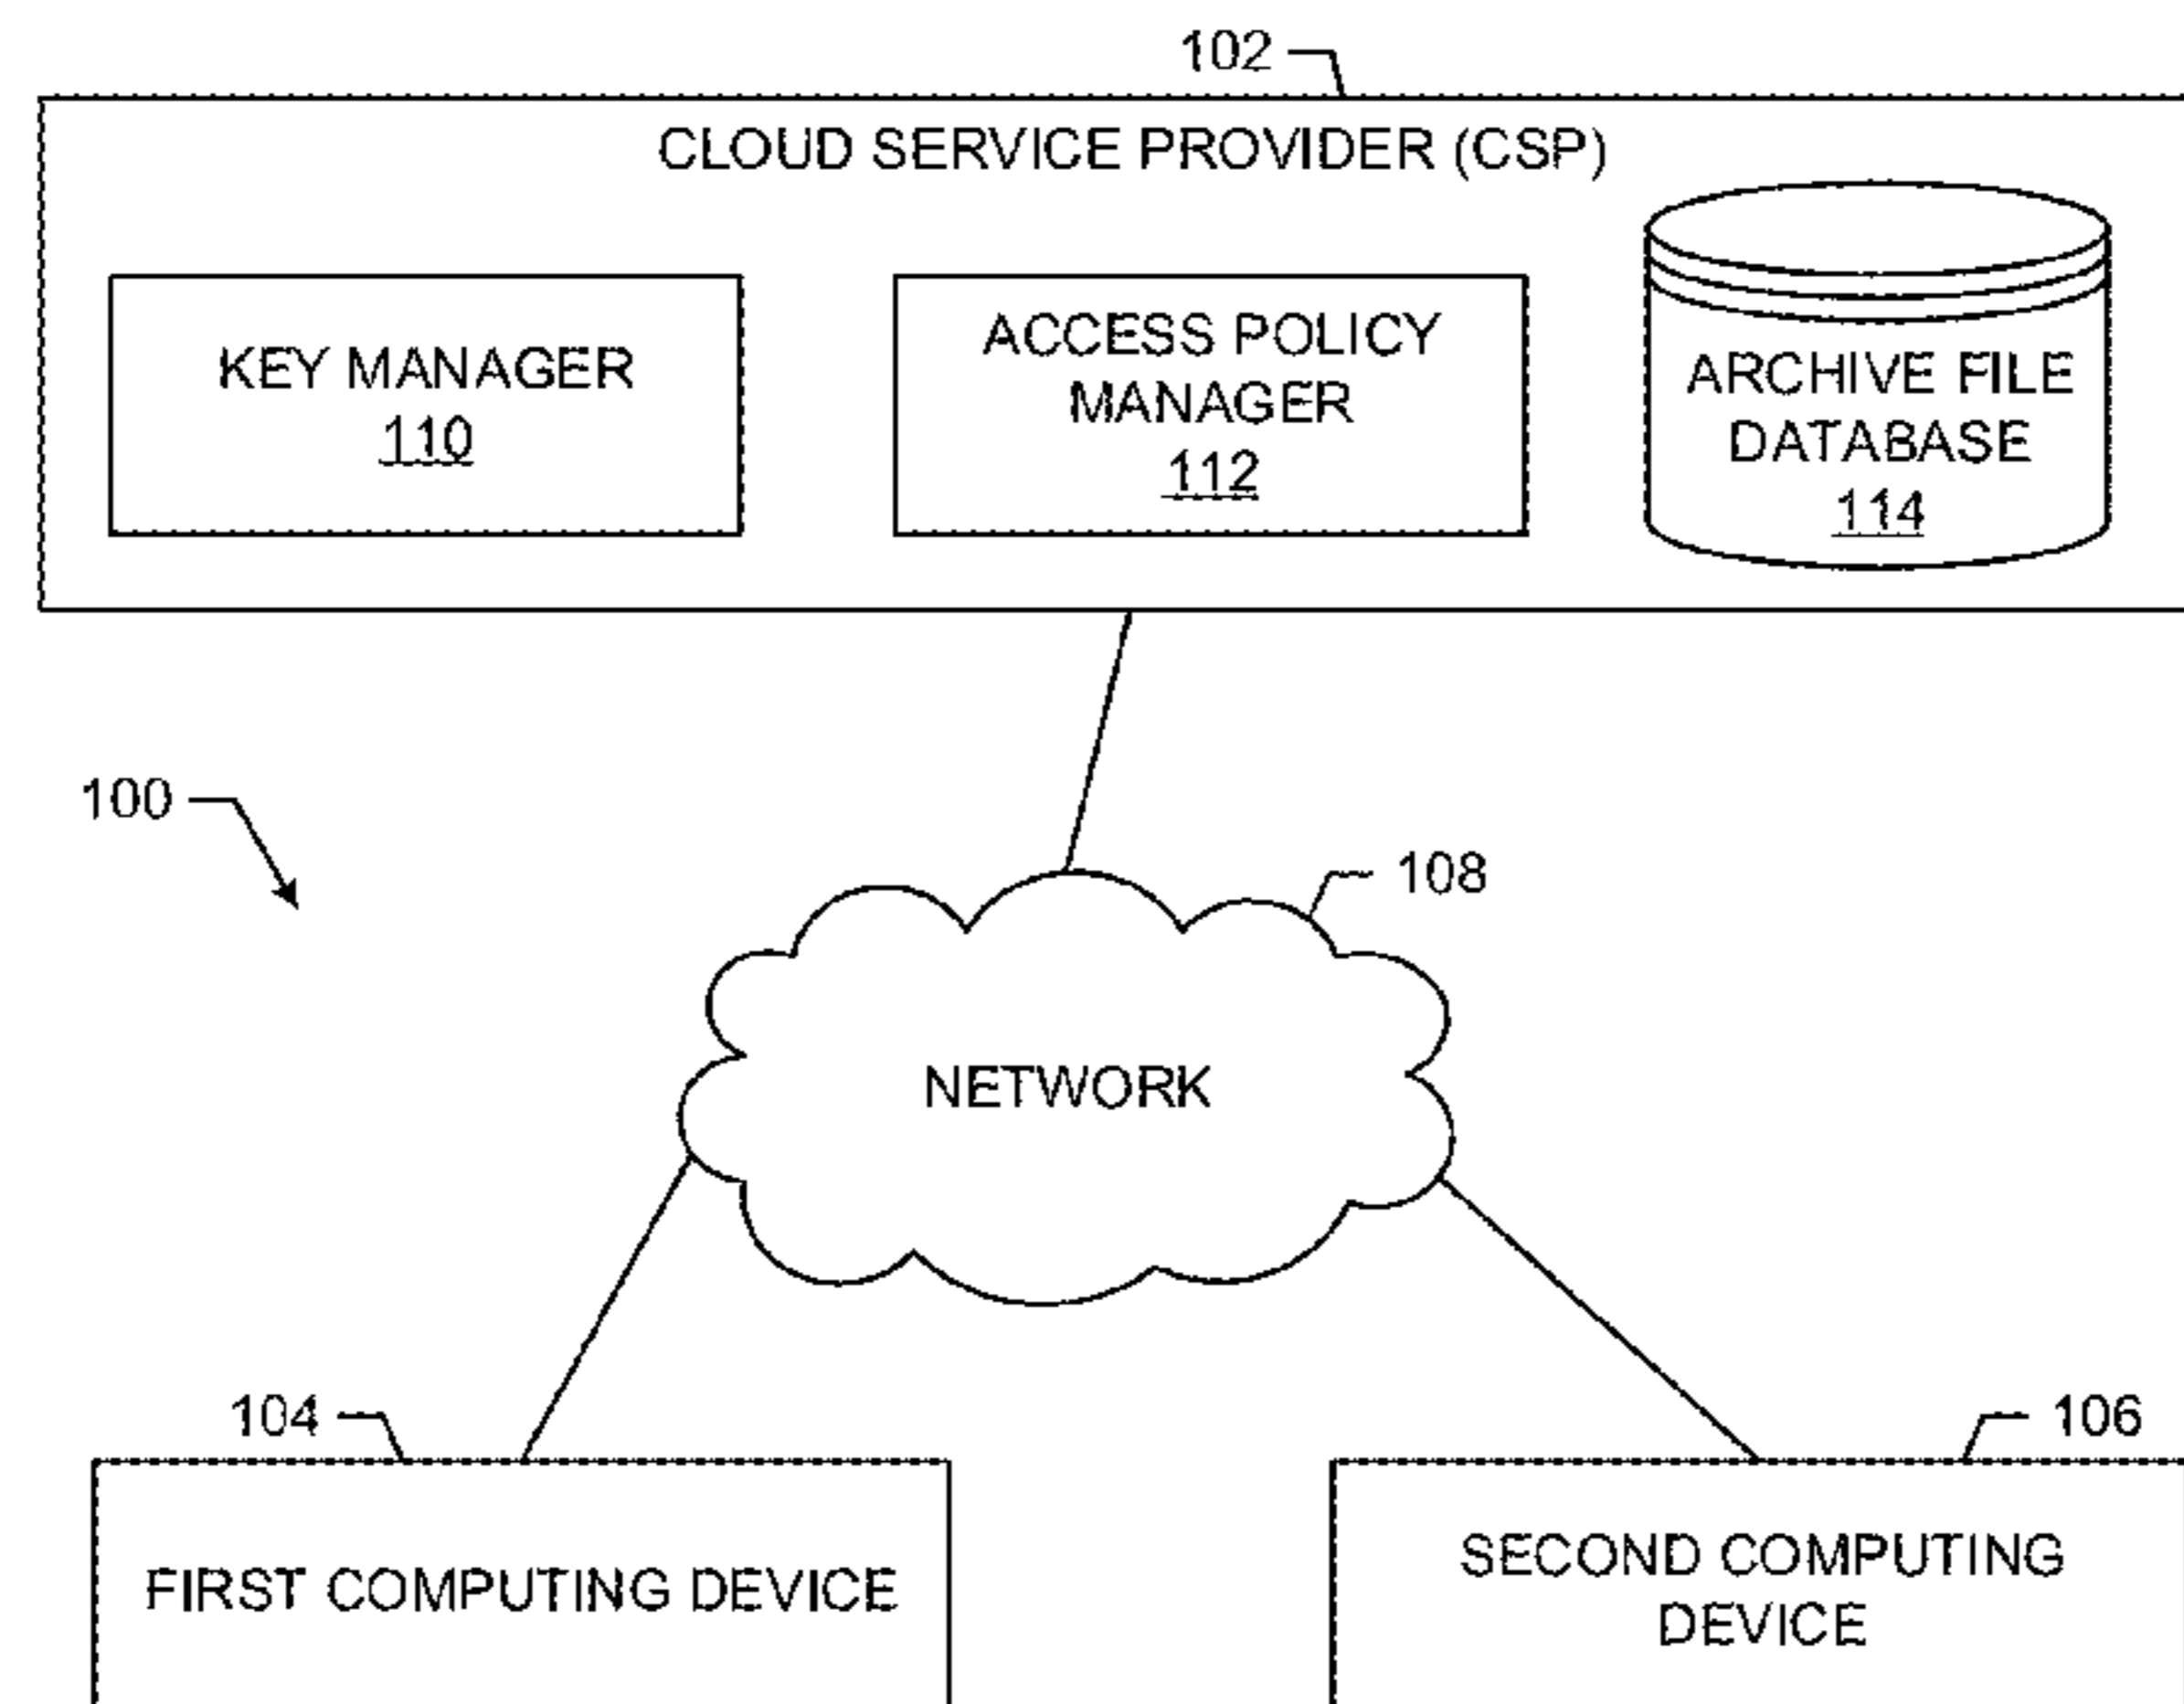 102
CLOUD SERVICE PROVIDER (CSP)
KEY MANAGER
110
ACCESS POLICY
MANAGER
112
ARCHIVE FILE
DATABASE
114
100
108
NETWORK
104
106
FIRST COMPUTING DEVICE
SECOND COMPUTING
DEVICE